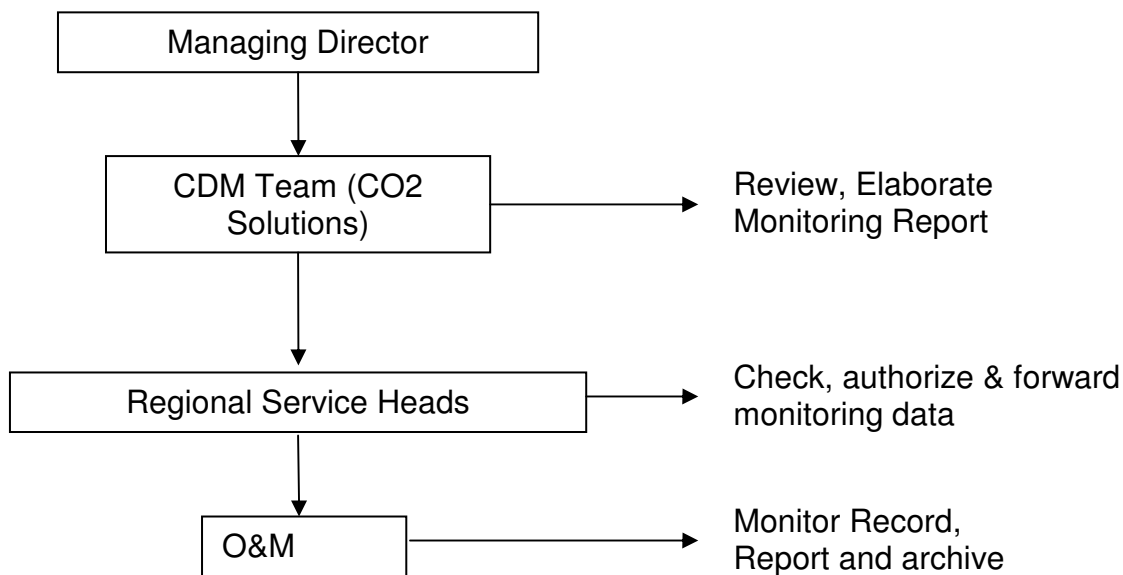 Managing Director
CDM Team (CO2
Solutions)
Review, Elaborate
Monitoring Report
Regional Service Heads
Check, authorize & forward
monitoring data
O&M
Monitor Record,
Report and archive